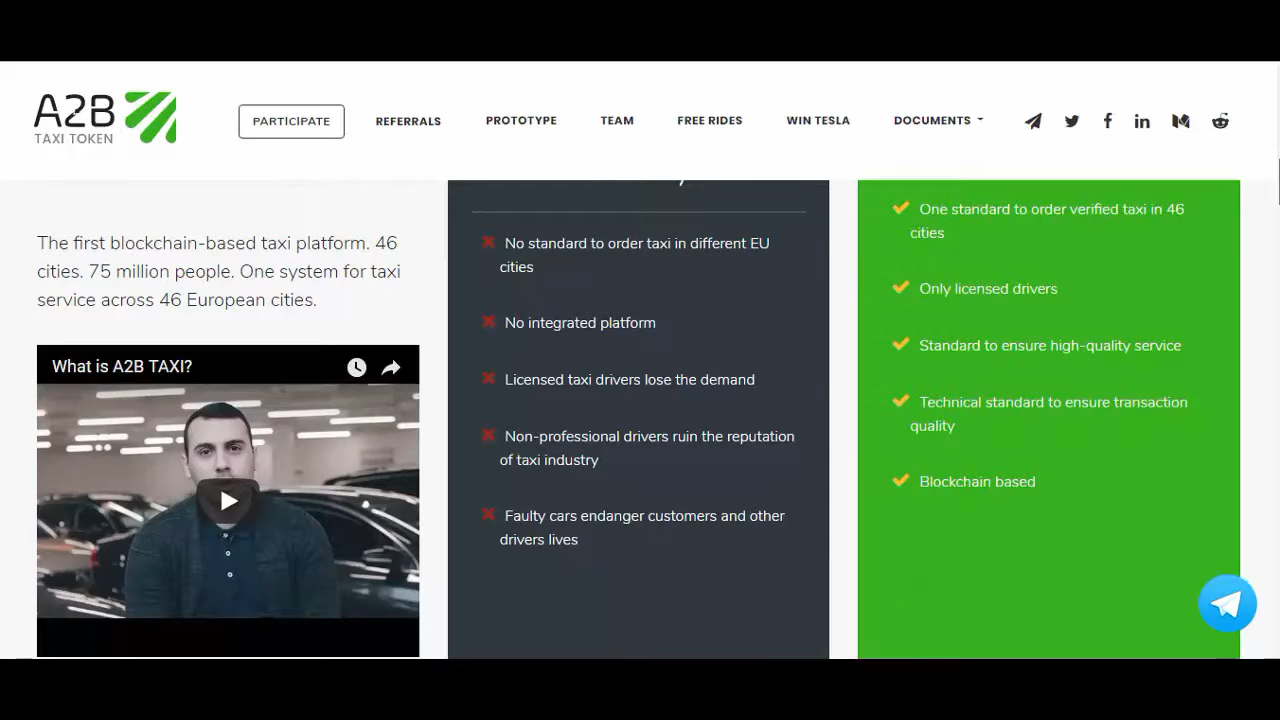 A2B
TAXI TOKEN
PARTICIPATE
REFERRALS
PROTOTYPE
TEAM
FREE RIDES
WIN TESLA
DOCUMENTS
The first blockchain-based taxi platform. 46
cities. 75 million people. One system for taxi
service across 46 European cities.
What is A2B TAXI?
No standard to order taxi in different EU
cities
No integrated platform
Licensed taxi drivers lose the demand
Non-professional drivers ruin the reputation
of taxi industry
Faulty cars endanger customers and other
drivers lives
One standard to order verified taxi in 46
cities
Only licensed drivers
Standard to ensure high-quality service
Technical standard to ensure transaction
quality
Blockchain based